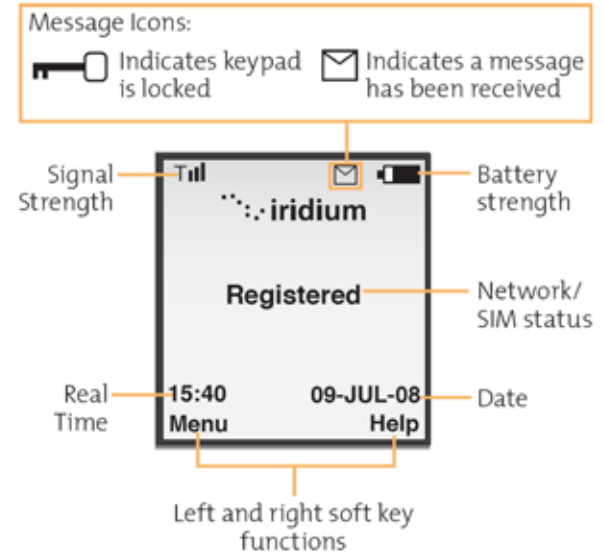 Message Icons:
Indicates keypad
is locked
Indicates a message
has been received
Signal
Strength
T
Battery
strength
iridium
Registered
Network/
SIM status
Real
Time
15:40
09-JUL-08
Date
Menu
Help
Left and right soft key
functions